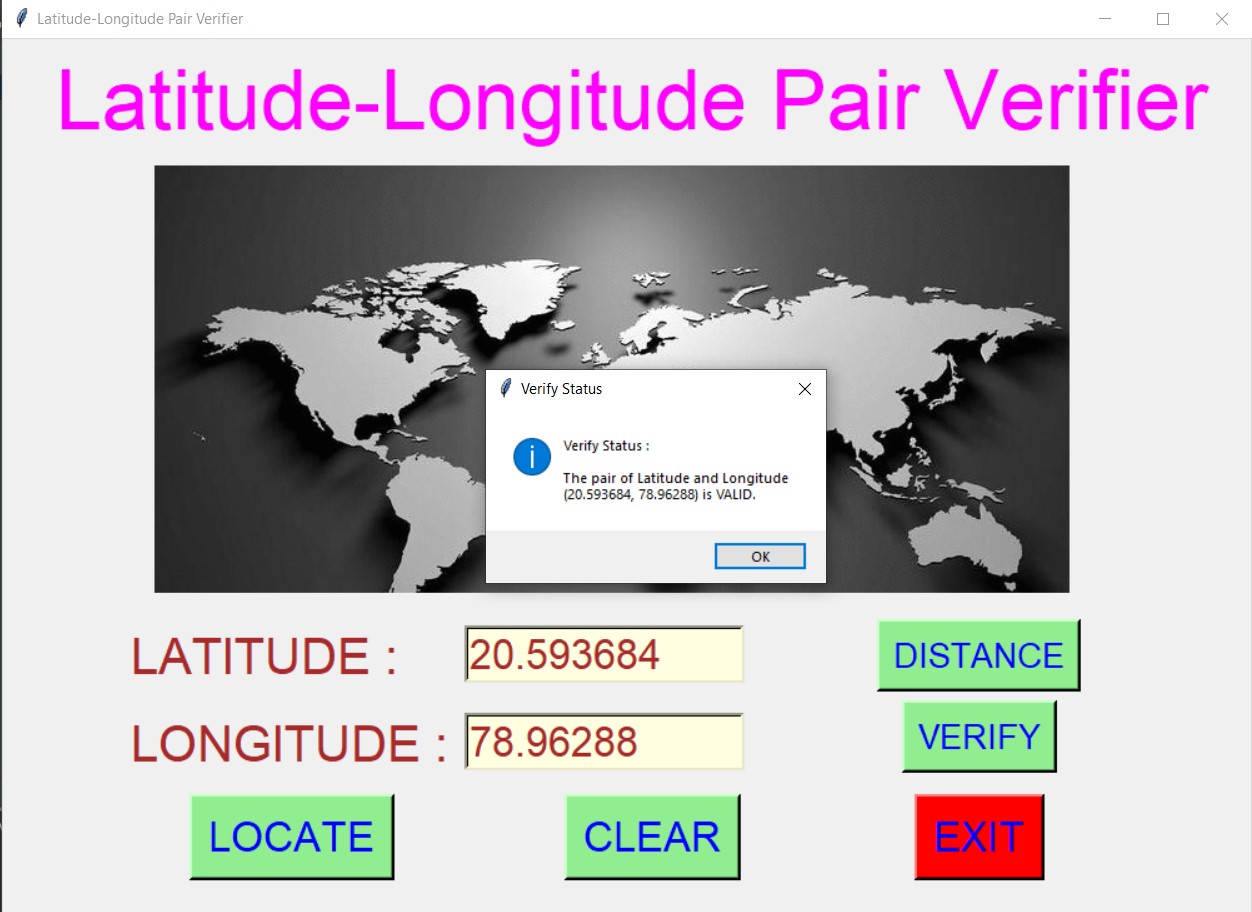 Latitude-Longitude Pair Verifier
Latitude-Longitude Pair Verifier
Verify Status
Verify Status :
The pair of Latitude and Longitude
(20.593684, 78.96288) is VALID.
OK
LATITUDE :
20.593684
DISTANCE
LONGITUDE :
78.96288
VERIFY
LOCATE
CLEAR
EXIT